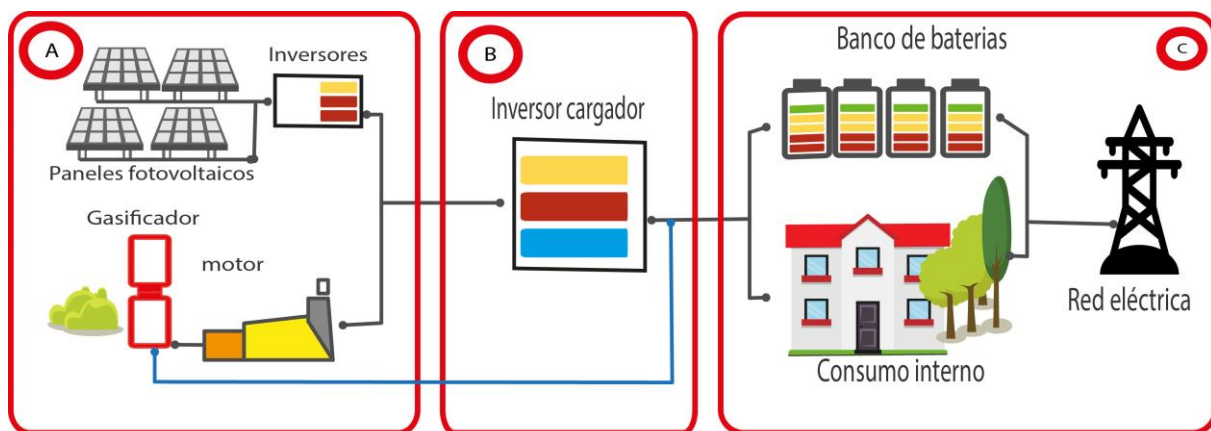 A
Inversores
Paneles fotovoltaicos
Gasificador
motor
B
Inversor cargador
Banco de baterias
C
Red eléctrica
Consumo interno